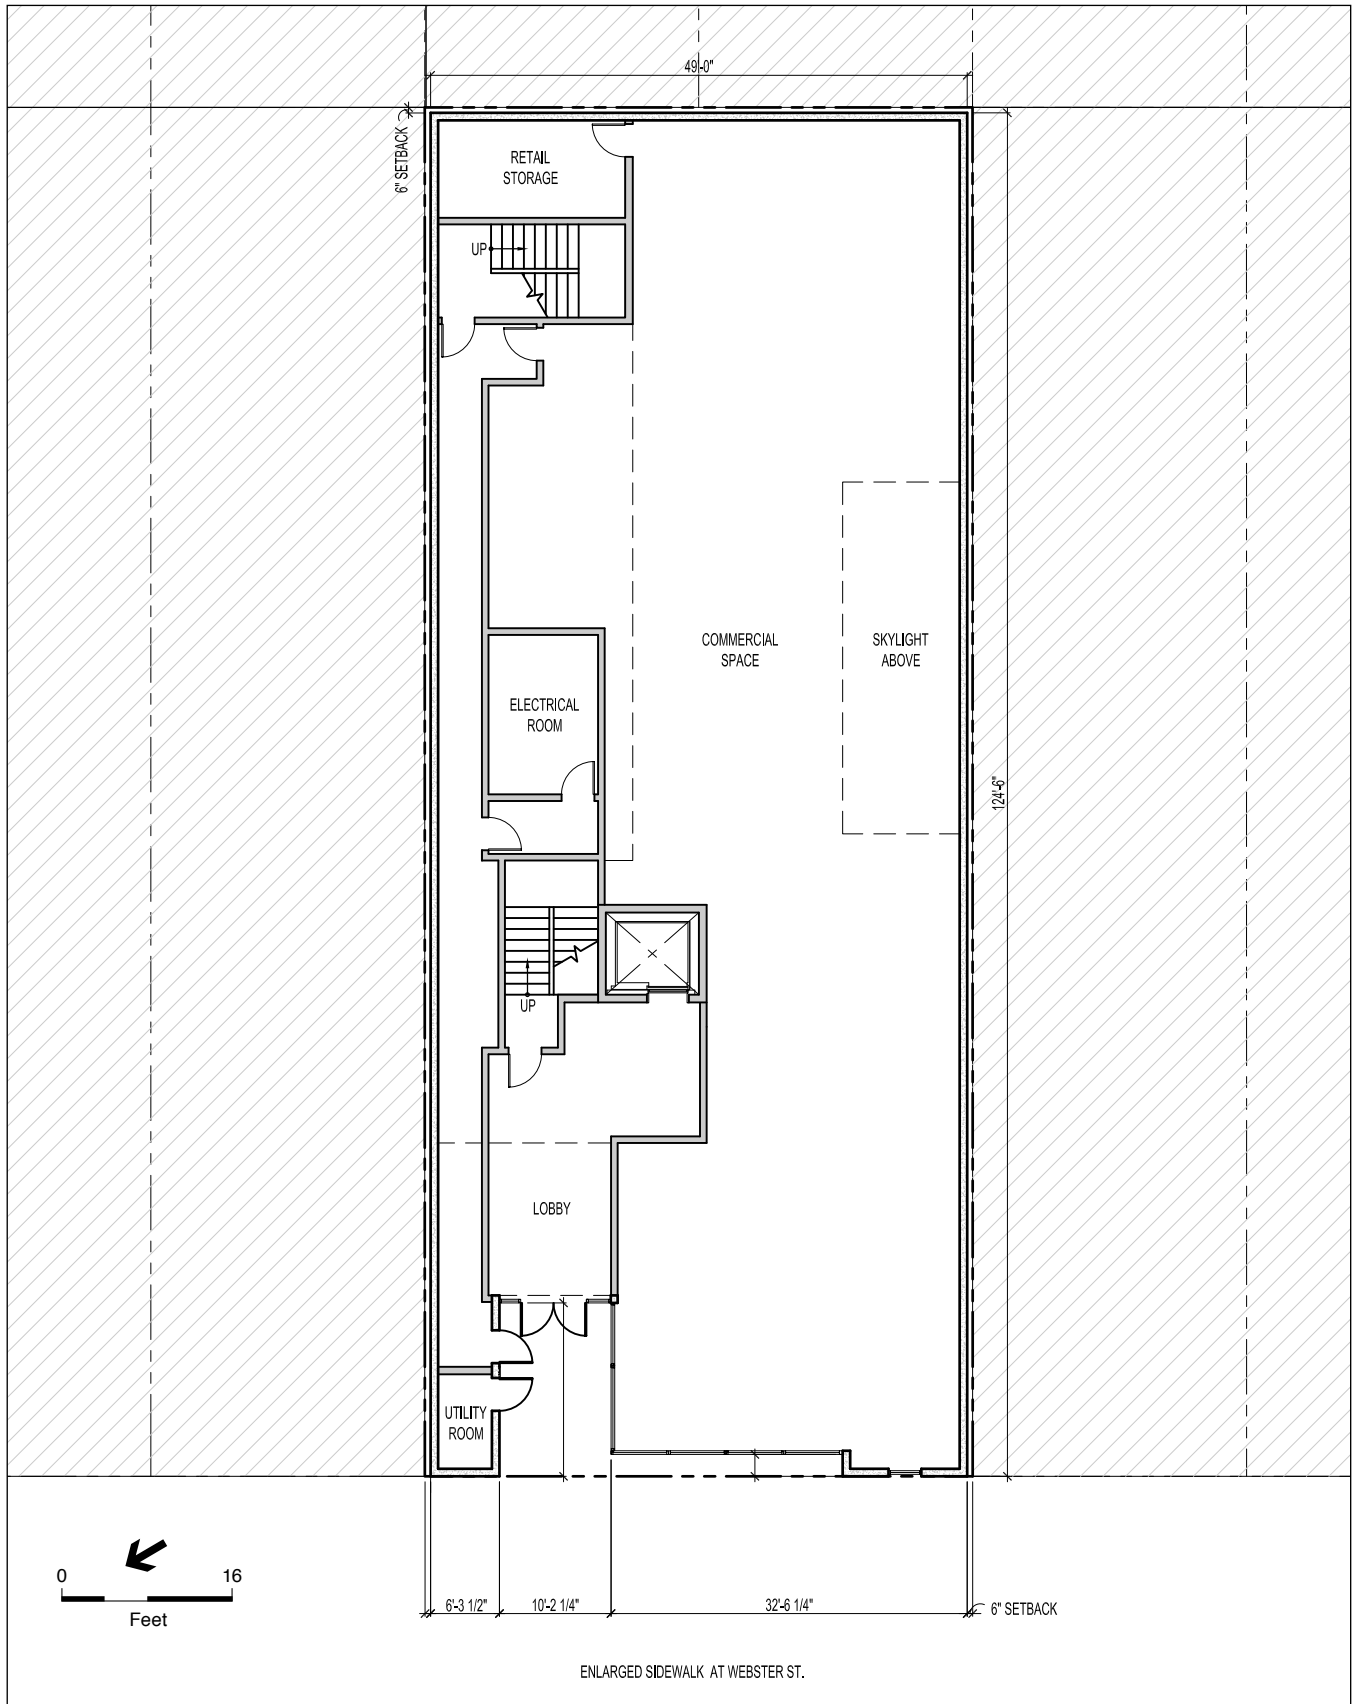 49'-0"
6" SETBACK
RETAIL
STORAGE
UP
COMMERCIAL
SPACE
SKYLIGHT
ABOVE
ELECTRICAL
ROOM
124'-6"
UP
LOBBY
UTILITY
ROOM
0 16
Feet
6'-3 1/2" 10'-2 1/4" 32'-6 1/4" 6" SETBACK
ENLARGED SIDEWALK AT WEBSTER ST.